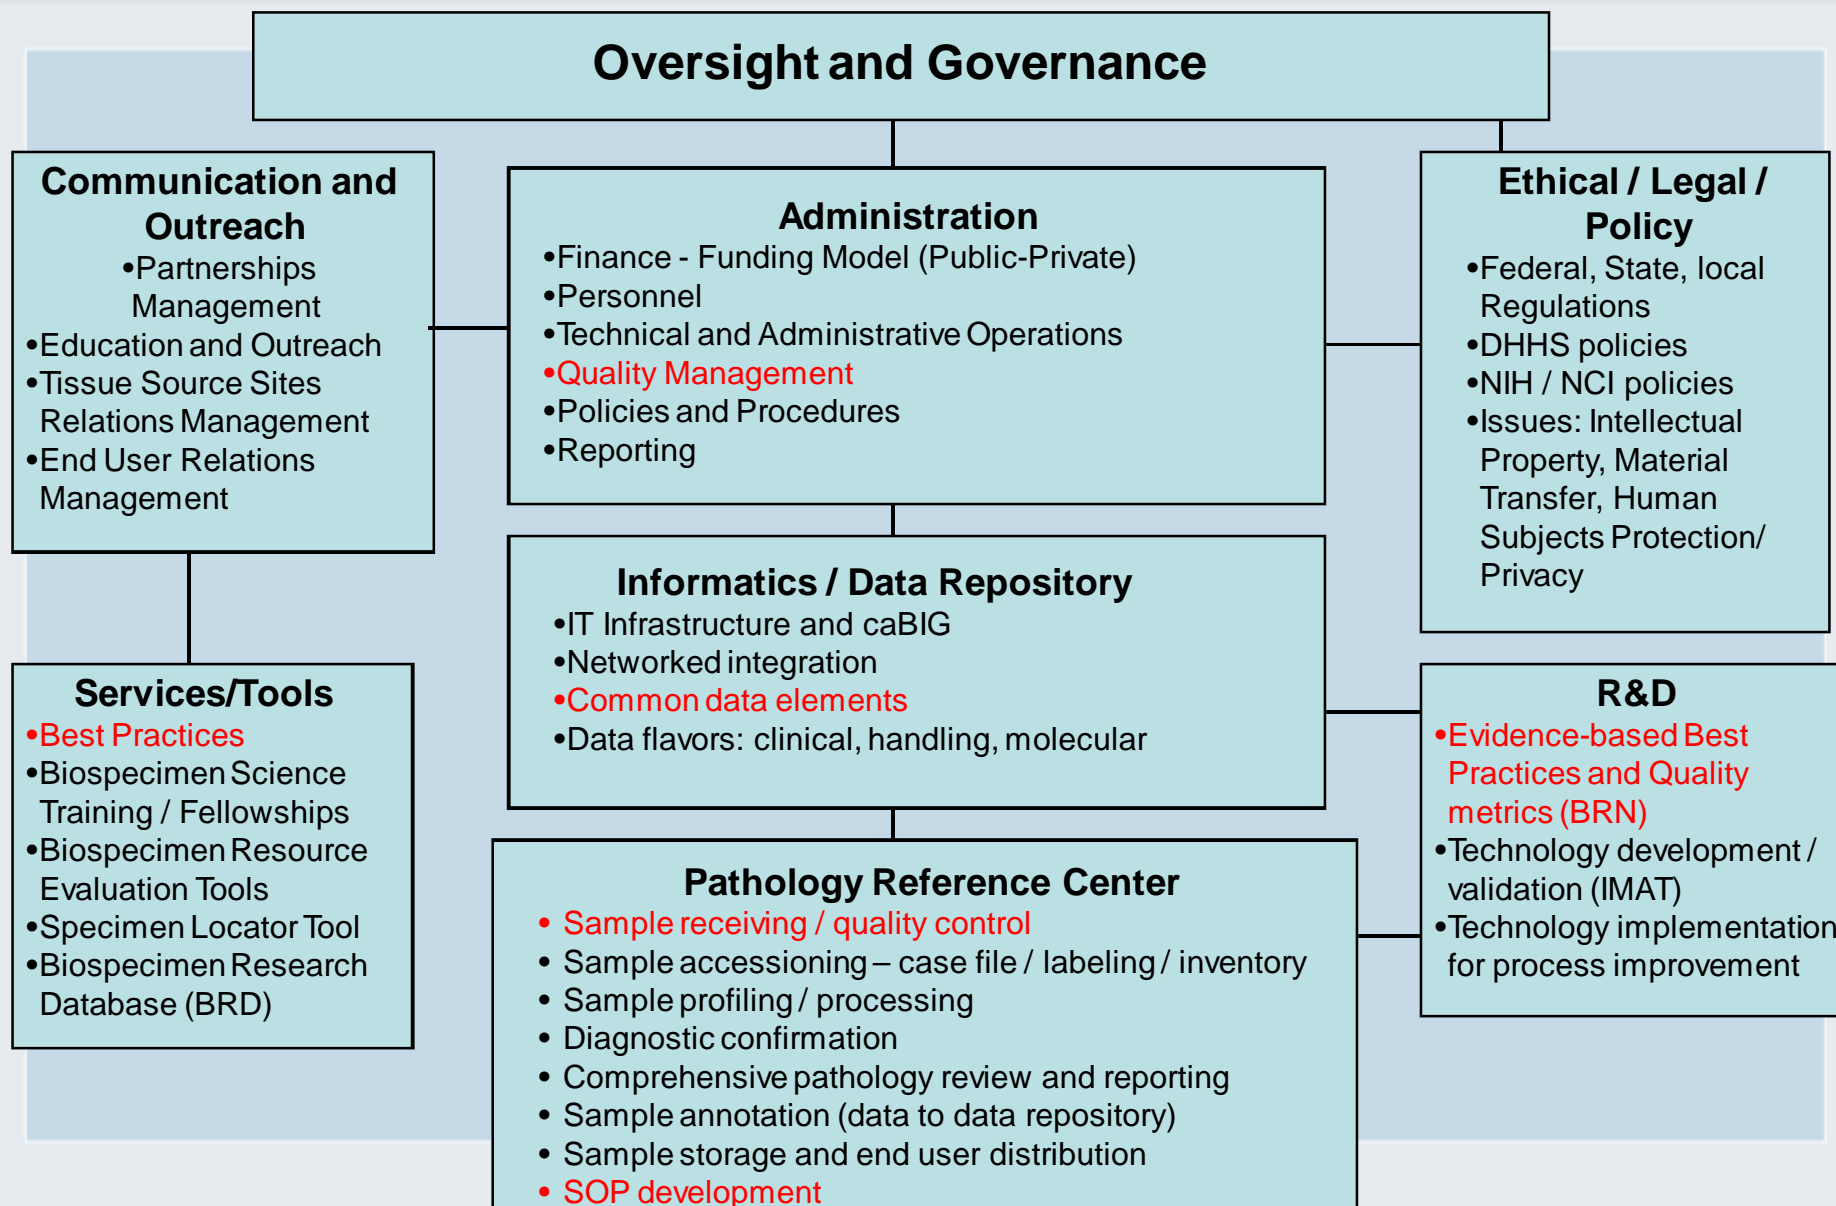 Oversight and Governance
Communication and
Outreach
•Partnerships
Management
•Education and Outreach
•Tissue Source Sites
Relations Management
•End User Relations
Management
Administration
•Finance - Funding Model (Public-Private)
•Personnel
•Technical and Administrative Operations
•Quality Management
•Policies and Procedures
•Reporting
Ethical / Legal /
Policy
•Federal, State, local
Regulations
•DHHS policies
•NIH / NCI policies
•Issues: Intellectual
Property, Material
Transfer, Human
Subjects Protection/
Privacy
Informatics / Data Repository
•IT Infrastructure and caBIG
•Networked integration
•Common data elements
•Data flavors: clinical, handling, molecular
Services/Tools
•Best Practices
•Biospecimen Science
Training / Fellowships
•Biospecimen Resource
Evaluation Tools
•Specimen Locator Tool
•Biospecimen Research
Database (BRD)
R&D
•Evidence-based Best
Practices and Quality
metrics (BRN)
•Technology development /
validation (IMAT)
•Technology implementation
for process improvement
Pathology Reference Center
• Sample receiving / quality control
• Sample accessioning – case file / labeling / inventory
• Sample profiling / processing
• Diagnostic confirmation
• Comprehensive pathology review and reporting
• Sample annotation (data to data repository)
• Sample storage and end user distribution
• SOP development